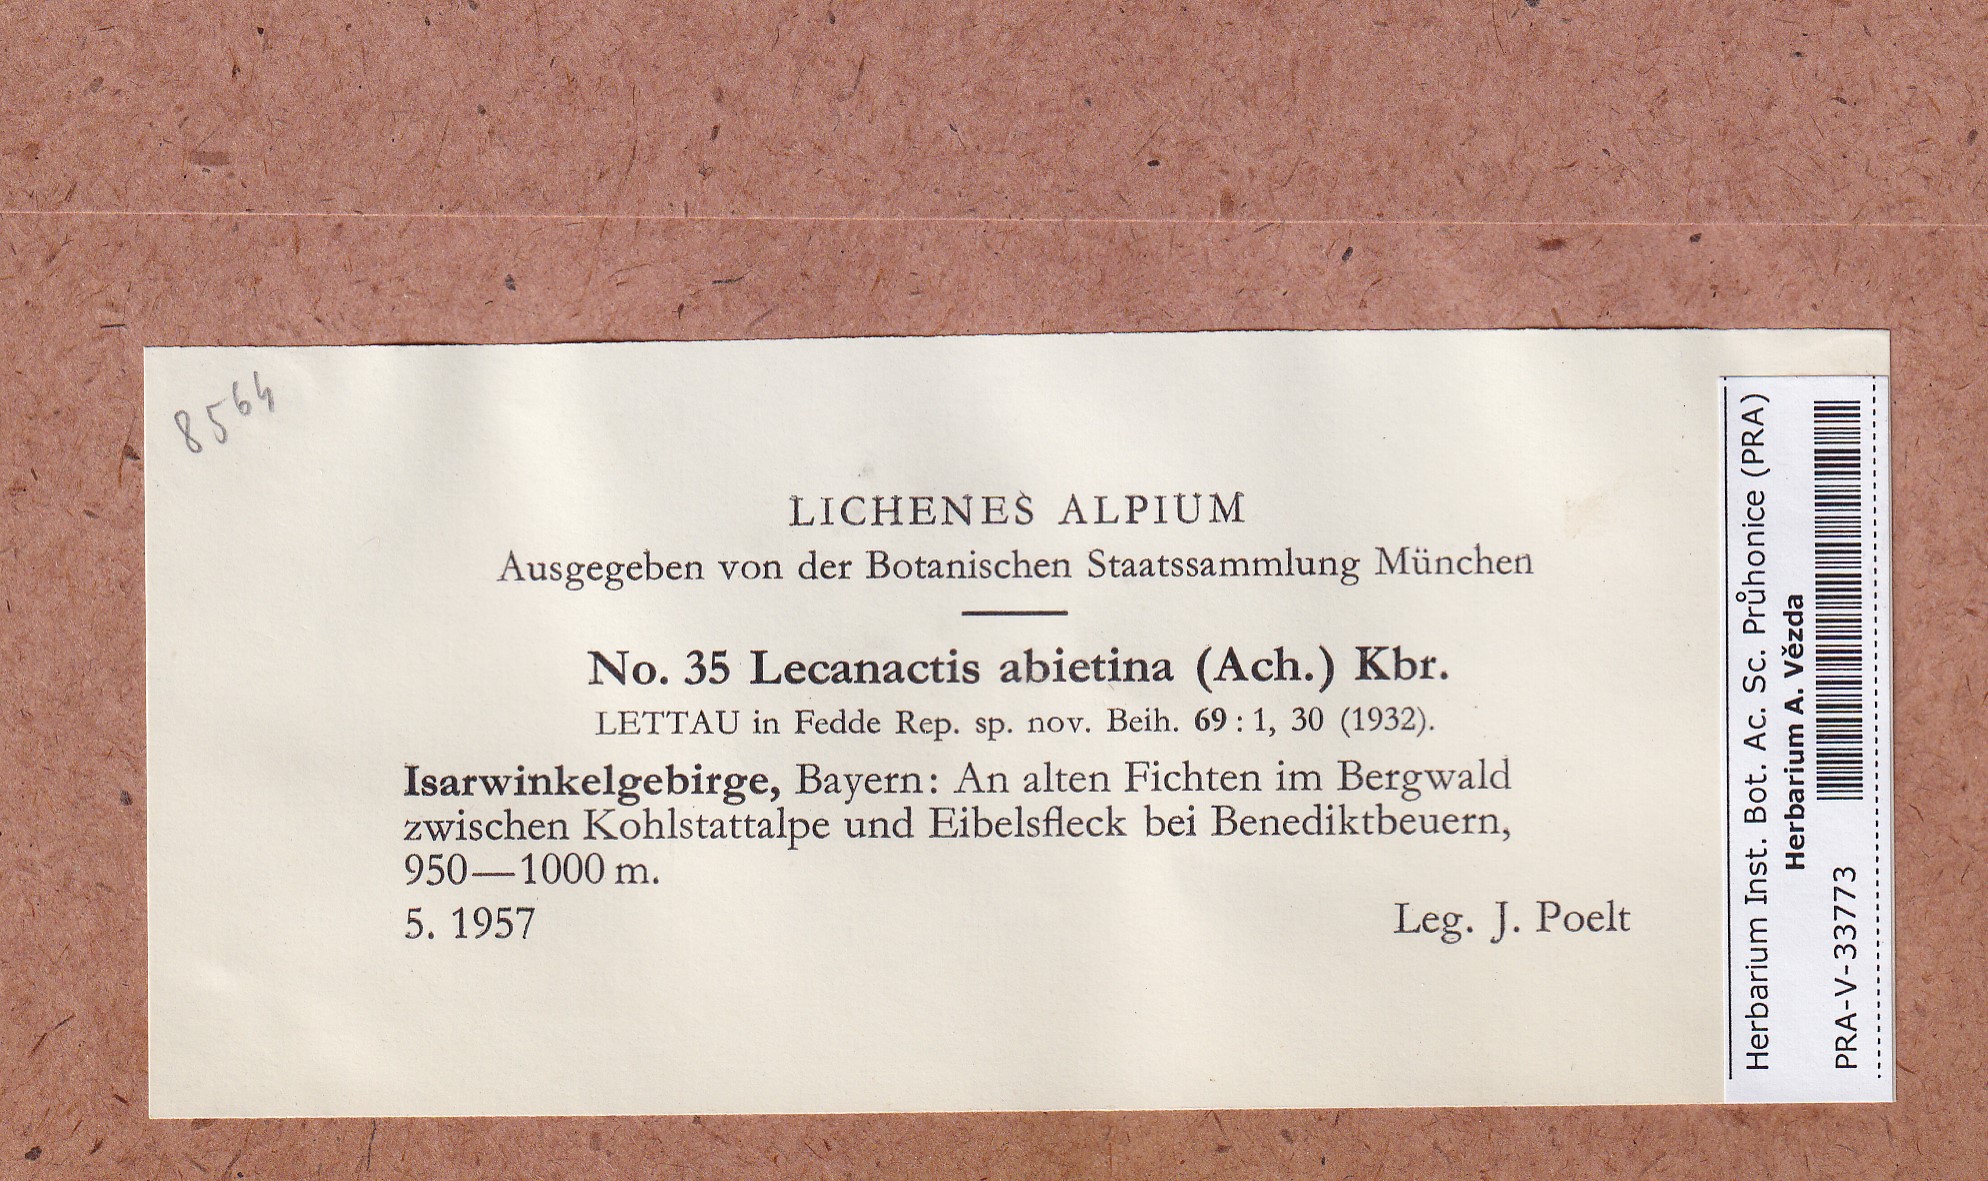 8564
LICHENES ALPIUM
Ausgegeben von der Botanischen Staatssammlung München
No. 35 Lecanactis abietina (Ach.) Kbr.
LETTAU in Fedde Rep. sp. nov. Beih. 69 : 1, 30 (1932).
Isarwinkelgebirge, Bayern: An alten Fichten im Bergwald
zwischen Kohlstattalpe und Eibelsfleck bei Benediktbeuern,
950—1000 m.
5. 1957
Leg. J. Poelt
Herbarium Inst. Bot. Ac. Sc. Průhonice (PRA)
Herbarium A. Vězda
PRA-V-33773